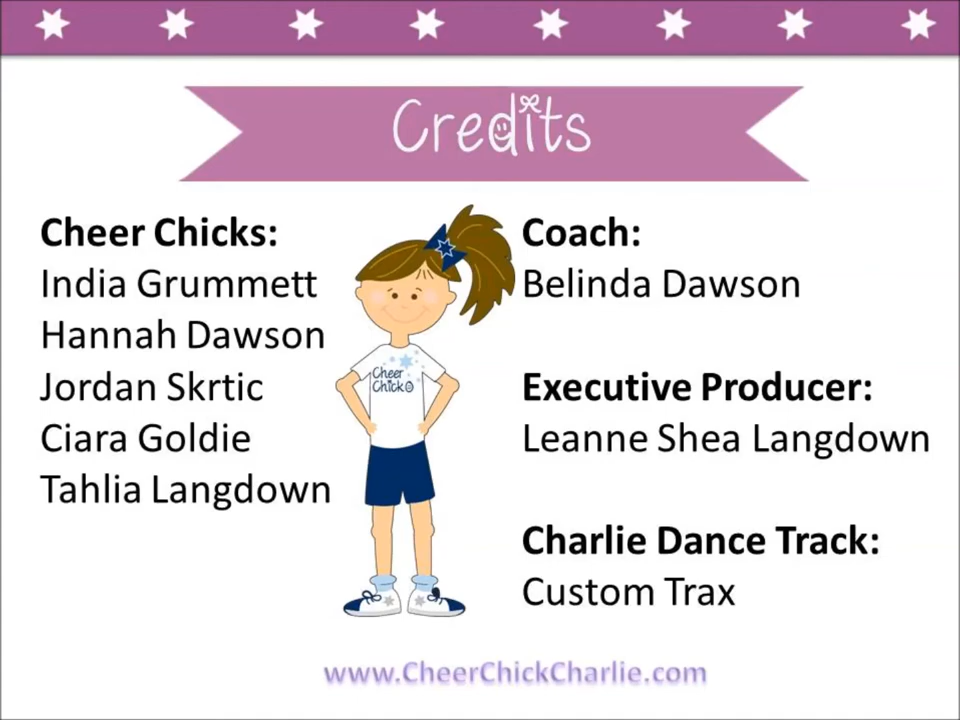 Credits
Cheer Chicks:
India Grummett
Hannah Dawson
Jordan Skrtic
Ciara Goldie
Tahlia Langdown
Cheer
Chick
Coach:
Belinda Dawson
Executive Producer:
Leanne Shea Langdown
Charlie Dance Track:
Custom Trax
www.CheerChickCharlie.com